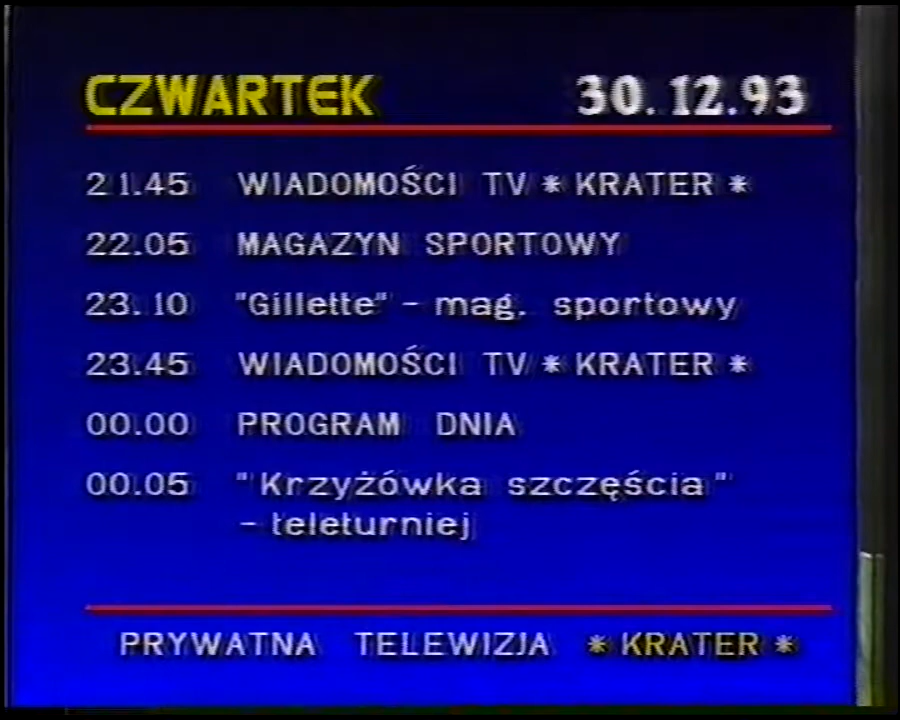 CZWARTEK 30.12.93
21.45 WIADOMOŚCI TV * KRATER *
22.05 MAGAZYN SPORTOWY
23.10 "Gillette" - mag. sportowy
23.45 WIADOMOŚCI TV * KRATER *
00.00 PROGRAM DNIA
00.05 "Krzyżówka szczęścia"
- teleturniej
PRYWATNA TELEWIZJA * KRATER *